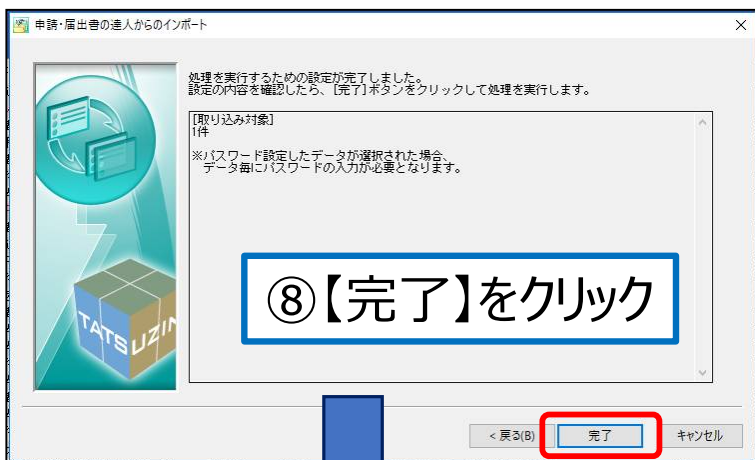 申請・届出書の達人からのインポート
処理を実行するための設定が完了しました。
設定の内容を確認したら、[完了]ボタンをクリックして処理を実行します。
[取り込み対象]
1件
※パスワード設定したデータが選択された場合、
データ毎にパスワードの入力が必要となります。
⑧【完了】をクリック
TATSUZIN
< 戻る(B)
完了
キャンセル